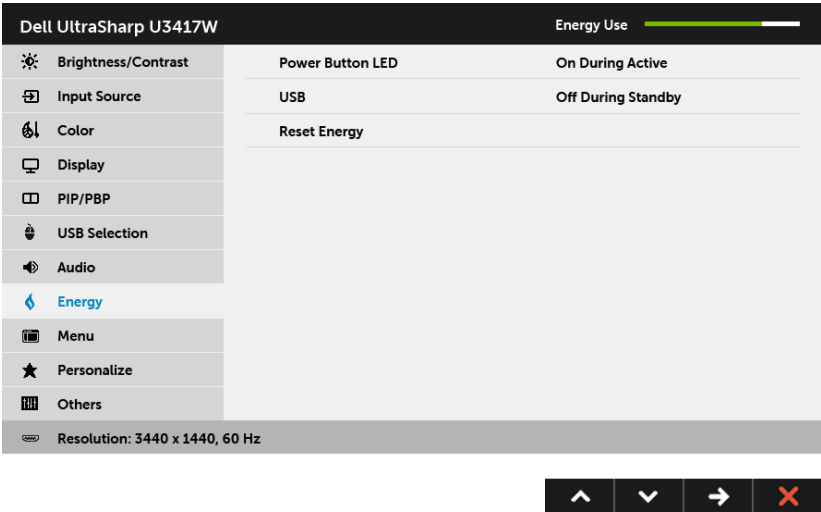 Dell UltraSharp U3417W
Energy Use
Brightness/Contrast
Power Button LED
On During Active
Input Source
USB
Off During Standby
Color
Reset Energy
Display
PIP/PBP
USB Selection
Audio
Energy
Menu
Personalize
Others
Resolution: 3440 x 1440, 60 Hz